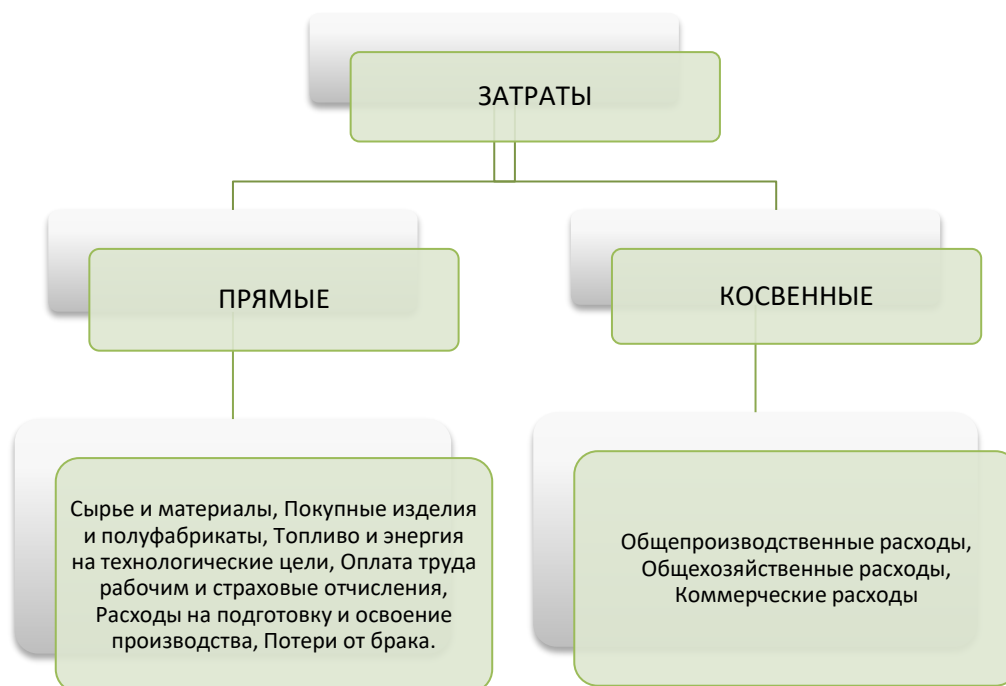 ЗАТРАТЫ
ПРЯМЫЕ
КОСВЕННЫЕ
Сырье и материалы, Покупные изделия
и полуфабрикаты, Топливо и энергия
на технологические цели, Оплата труда
рабочим и страховые отчисления,
Расходы на подготовку и освоение
производства, Потери от брака.
Общепроизводственные расходы,
Общехозяйственные расходы,
Коммерческие расходы